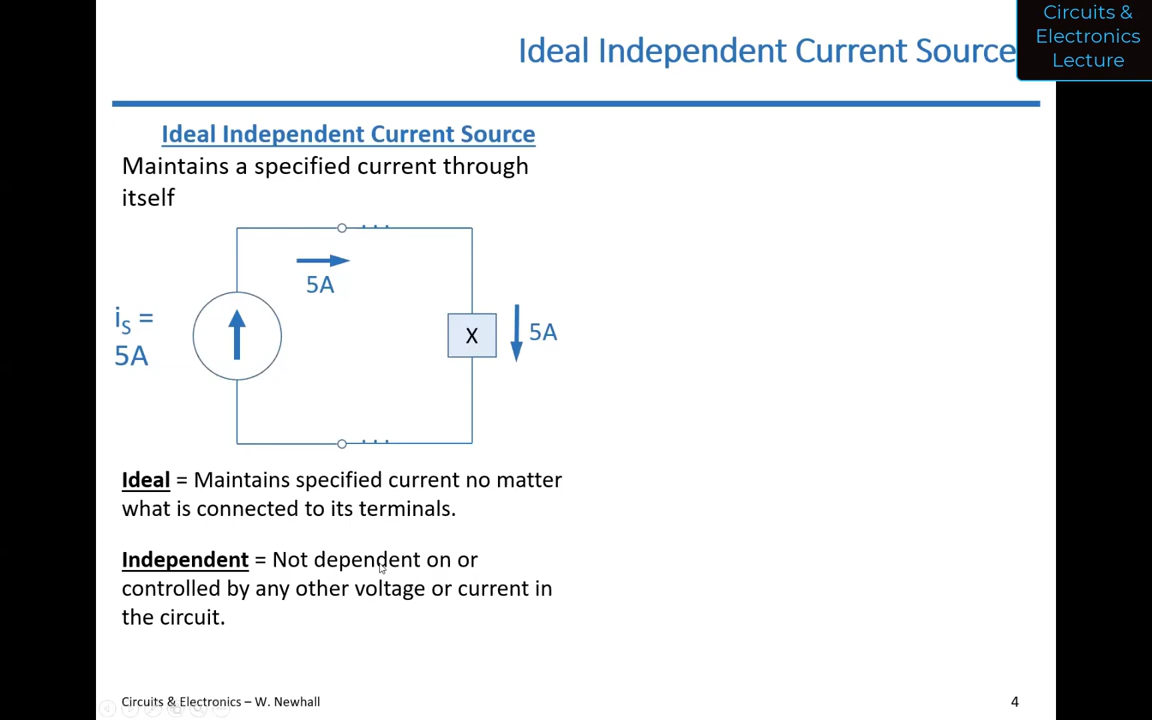 Circuits &
Electronics
Lecture
Ideal Independent Current Source
Ideal Independent Current Source
Maintains a specified current through
itself
5A
iS =
5A
X
5A
Ideal = Maintains specified current no matter
what is connected to its terminals.
Independent = Not dependent on or
controlled by any other voltage or current in
the circuit.
Circuits & Electronics – W. Newhall
4